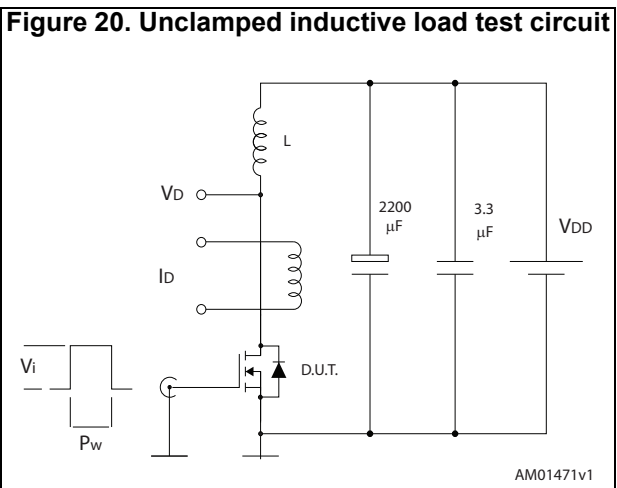 Figure 20. Unclamped inductive load test circuit
L
VD
2200
μF
3.3
μF
VDD
ID
Vi
D.U.T.
Pw
AM01471v1